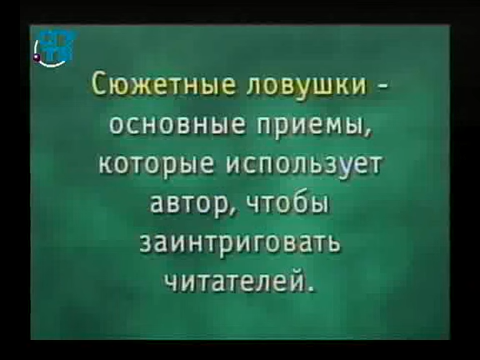 Сюжетные ловушки -
основные приемы,
которые использует
автор, чтобы
заинтриговать
читателей.